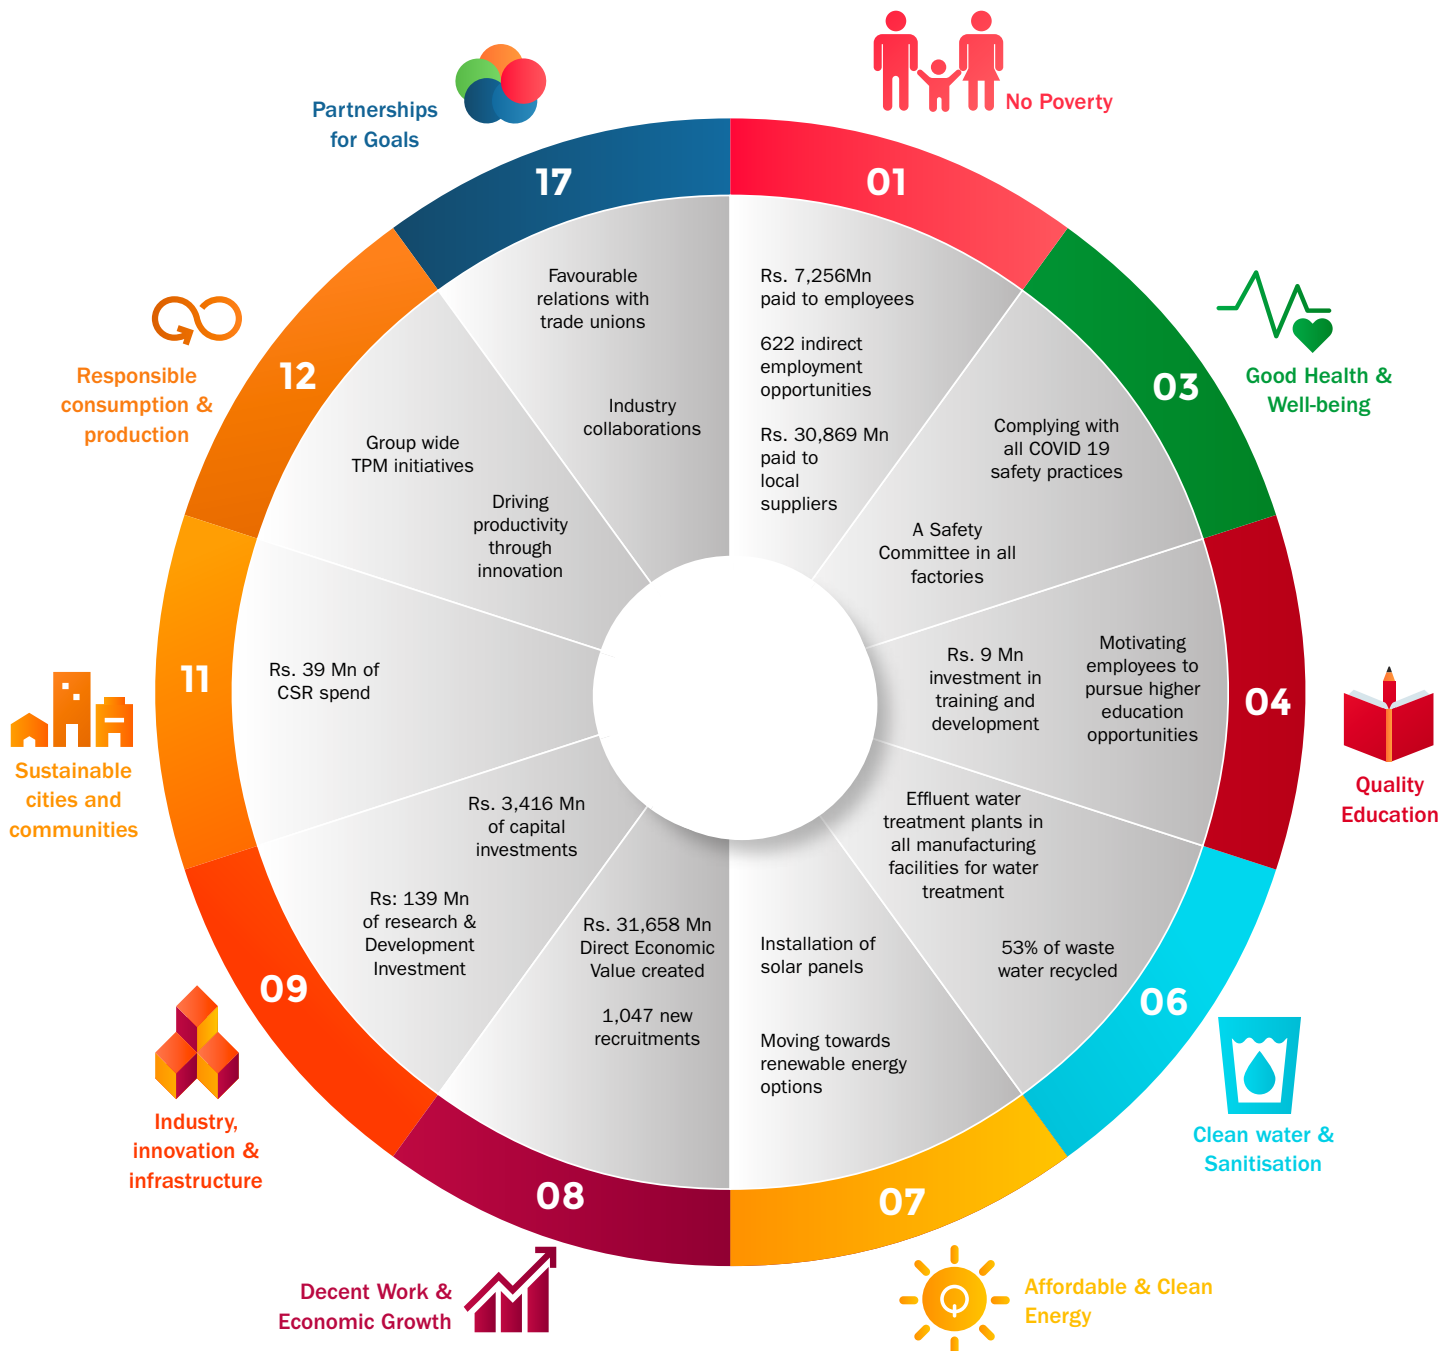 No Poverty
01
Rs. 7,256Mn
paid to employees
622 indirect
employment
opportunities
Rs. 30,869 Mn
paid to
local
suppliers
Good Health &
Well-being
03
Complying with
all COVID 19
safety practices
A Safety
Committee in all
factories
Quality
Education
04
Rs. 9 Mn
investment in
training and
development
Motivating
employees to
pursue higher
education
opportunities
Clean water &
Sanitisation
06
Effluent water
treatment plants in
all manufacturing
facilities for water
treatment
53% of waste
water recycled
Affordable & Clean
Energy
07
Installation of
solar panels
Moving towards
renewable energy
options
Decent Work &
Economic Growth
08
Rs. 31,658 Mn
Direct Economic
Value created
1,047 new
recruitments
Industry,
innovation &
infrastructure
09
Rs. 3,416 Mn
of capital
investments
Rs: 139 Mn
of research &
Development
Investment
Sustainable
cities and
communities
11
Rs. 39 Mn of
CSR spend
Responsible
consumption &
production
12
Group wide
TPM initiatives
Driving
productivity
through
innovation
Partnerships
for Goals
17
Favourable
relations with
trade unions
Industry
collaborations